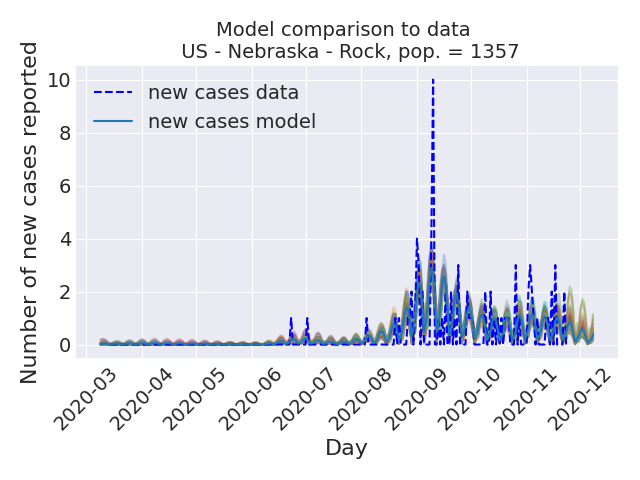 Model comparison to data
US - Nebraska - Rock, pop. = 1357
Number of new cases reported
10
8
6
4
2
0
new cases data
new cases model
2020-03
2020-04
2020-05
2020-06
2020-07
2020-08
2020-09
2020-10
2020-11
2020-12
Day